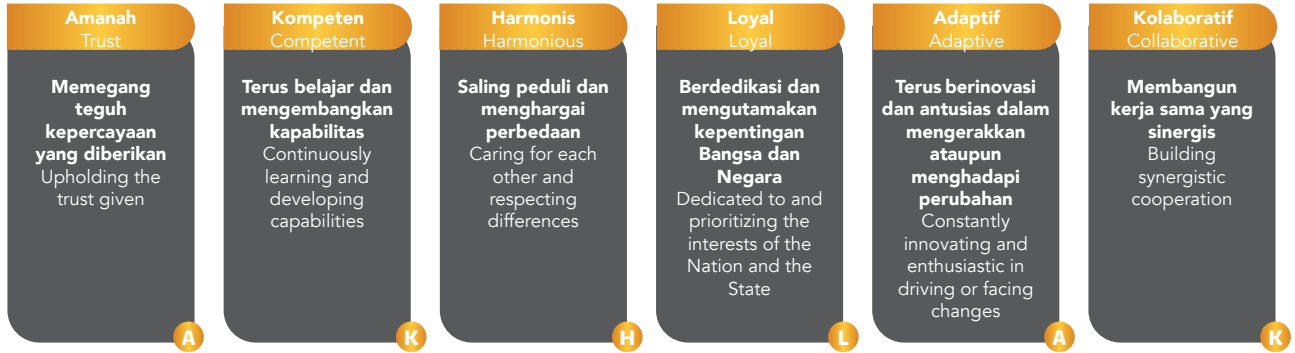 Amanah
Trust
Memegang
teguh
kepercayaan
yang diberikan
Upholding the
trust given
A
Kompeten
Competent
Terus belajar dan
mengembangkan
kapabilitas
Continuously
learning and
developing
capabilities
K
Harmonis
Harmonious
Saling peduli dan
menghargai
perbedaan
Caring for each
other and
respecting
differences
H
Loyal
Loyal
Berdedikasi dan
mengutamakan
kepentingan
Bangsa dan
Negara
Dedicated to and
prioritizing the
interests of the
Nation and the
State
L
Adaptif
Adaptive
Terus berinovasi
dan antusias dalam
mengerakkan
ataupun
menghadapi
perubahan
Constantly
innovating and
enthusiastic in
driving or facing
changes
A
Kolaboratif
Collaborative
Membangun
kerja sama yang
sinergis
Building
synergistic
cooperation
K